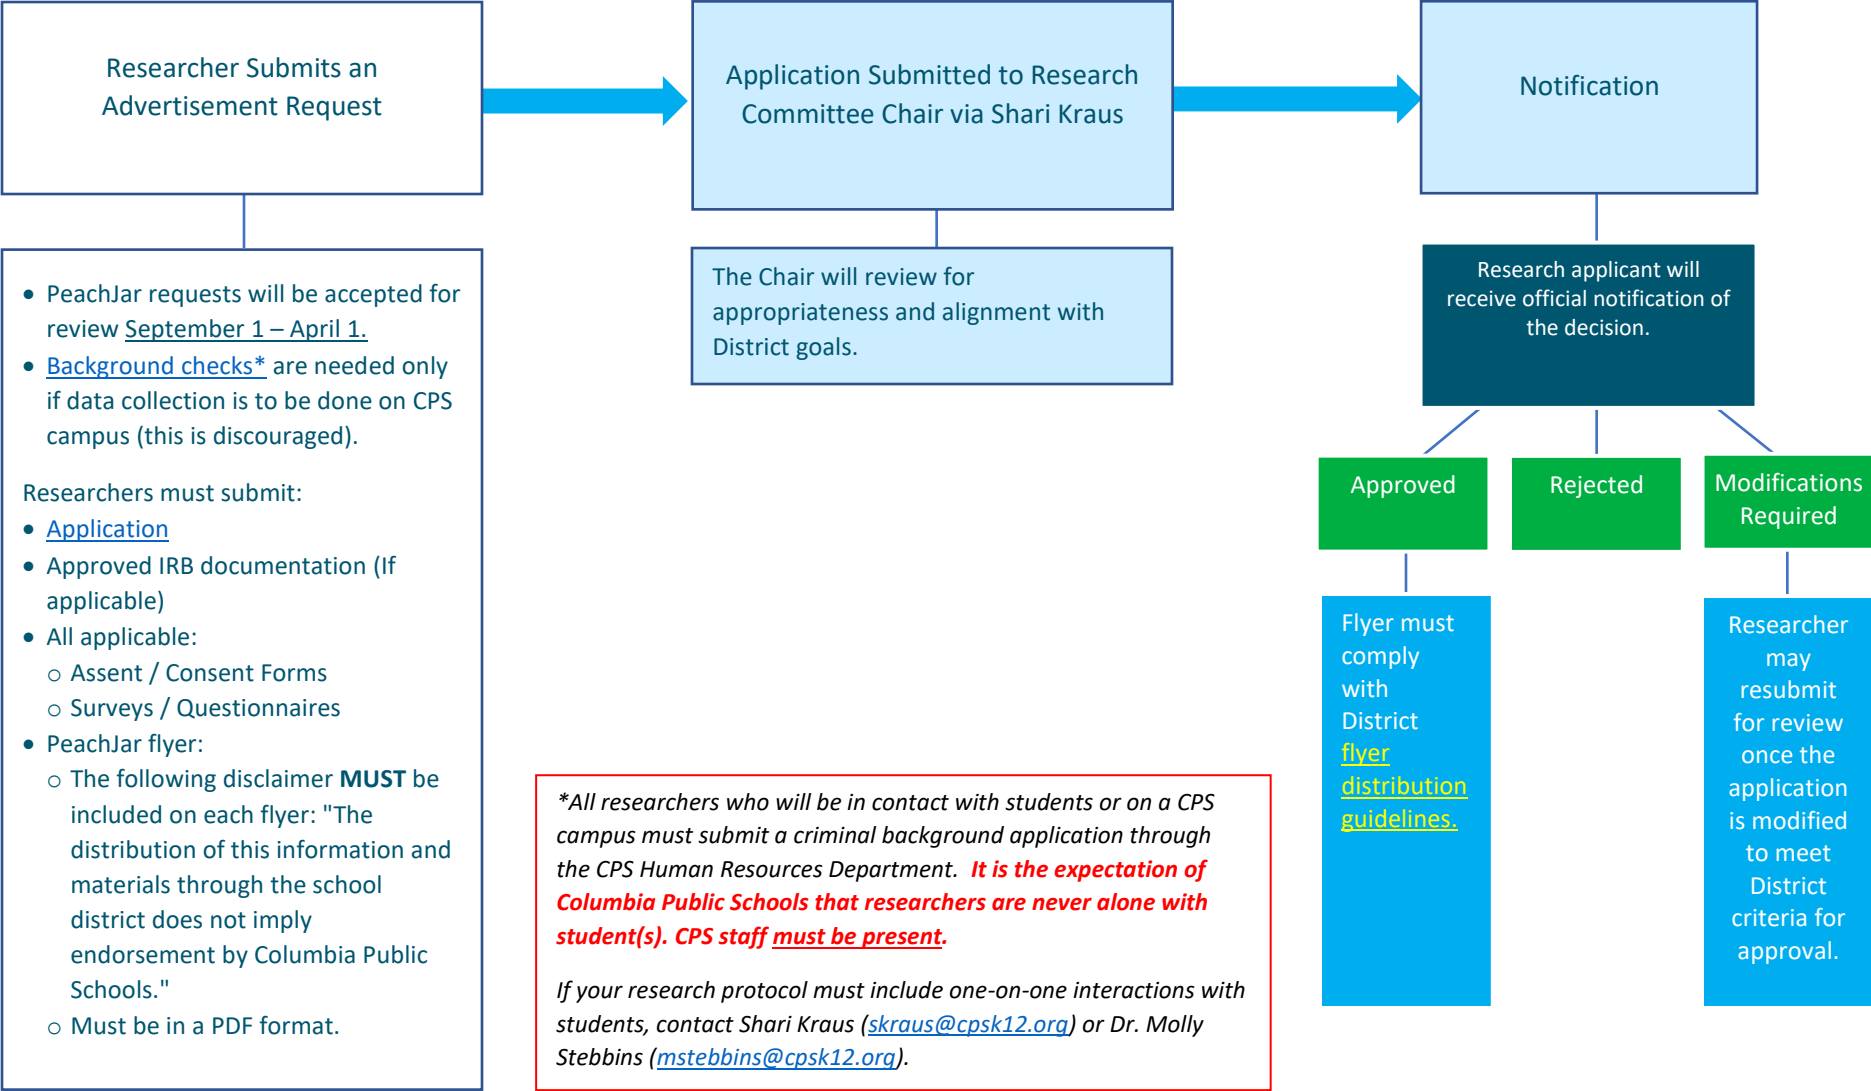 Researcher Submits an
Advertisement Request
• PeachJar requests will be accepted for
review September 1 – April 1.
• Background checks* are needed only
if data collection is to be done on CPS
campus (this is discouraged).
Researchers must submit:
• Application
• Approved IRB documentation (If
applicable)
• All applicable:
o Assent / Consent Forms
o Surveys / Questionnaires
• PeachJar flyer:
o The following disclaimer MUST be
included on each flyer: "The
distribution of this information and
materials through the school
district does not imply
endorsement by Columbia Public
Schools."
o Must be in a PDF format.
Application Submitted to Research
Committee Chair via Shari Kraus
The Chair will review for
appropriateness and alignment with
District goals.
*All researchers who will be in contact with students or on a CPS
campus must submit a criminal background application through
the CPS Human Resources Department. It is the expectation of
Columbia Public Schools that researchers are never alone with
student(s). CPS staff must be present.
If your research protocol must include one-on-one interactions with
students, contact Shari Kraus (skraus@cpsk12.org) or Dr. Molly
Stebbins (mstebbins@cpsk12.org).
Notification
Research applicant will
receive official notification of
the decision.
Approved
Rejected
Modifications
Required
Flyer must
comply
with
District
flyer
distribution
guidelines.
Researcher
may
resubmit
for review
once the
application
is modified
to meet
District
criteria for
approval.